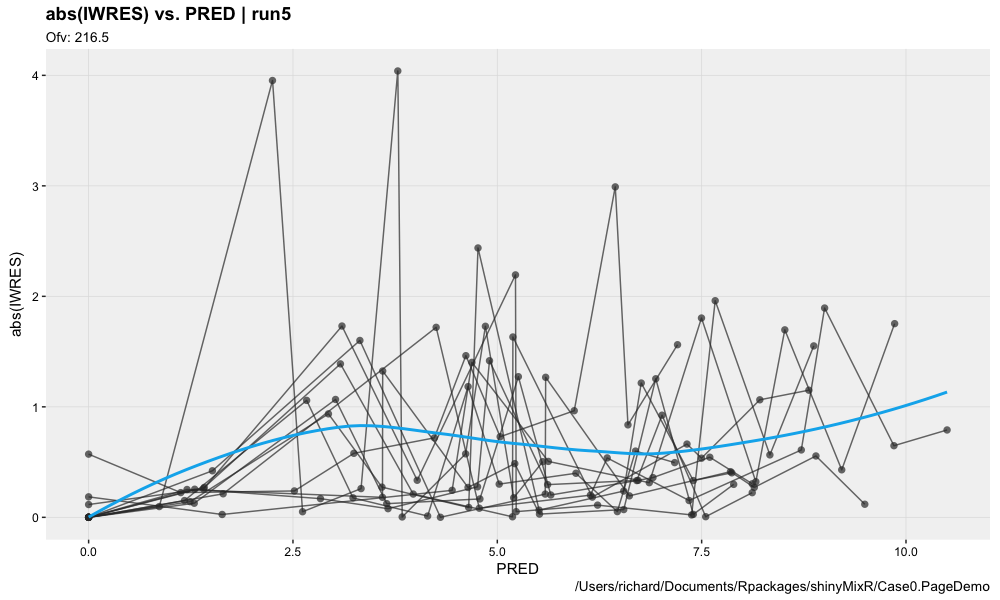 abs(IWRES) vs. PRED | run5
Ofv: 216.5
4
3
2
1
0
abs(IWRES)
0.0 2.5 5.0 7.5 10.0
PRED
/Users/richard/Documents/Rpackages/shinyMixR/Case0.PageDemo